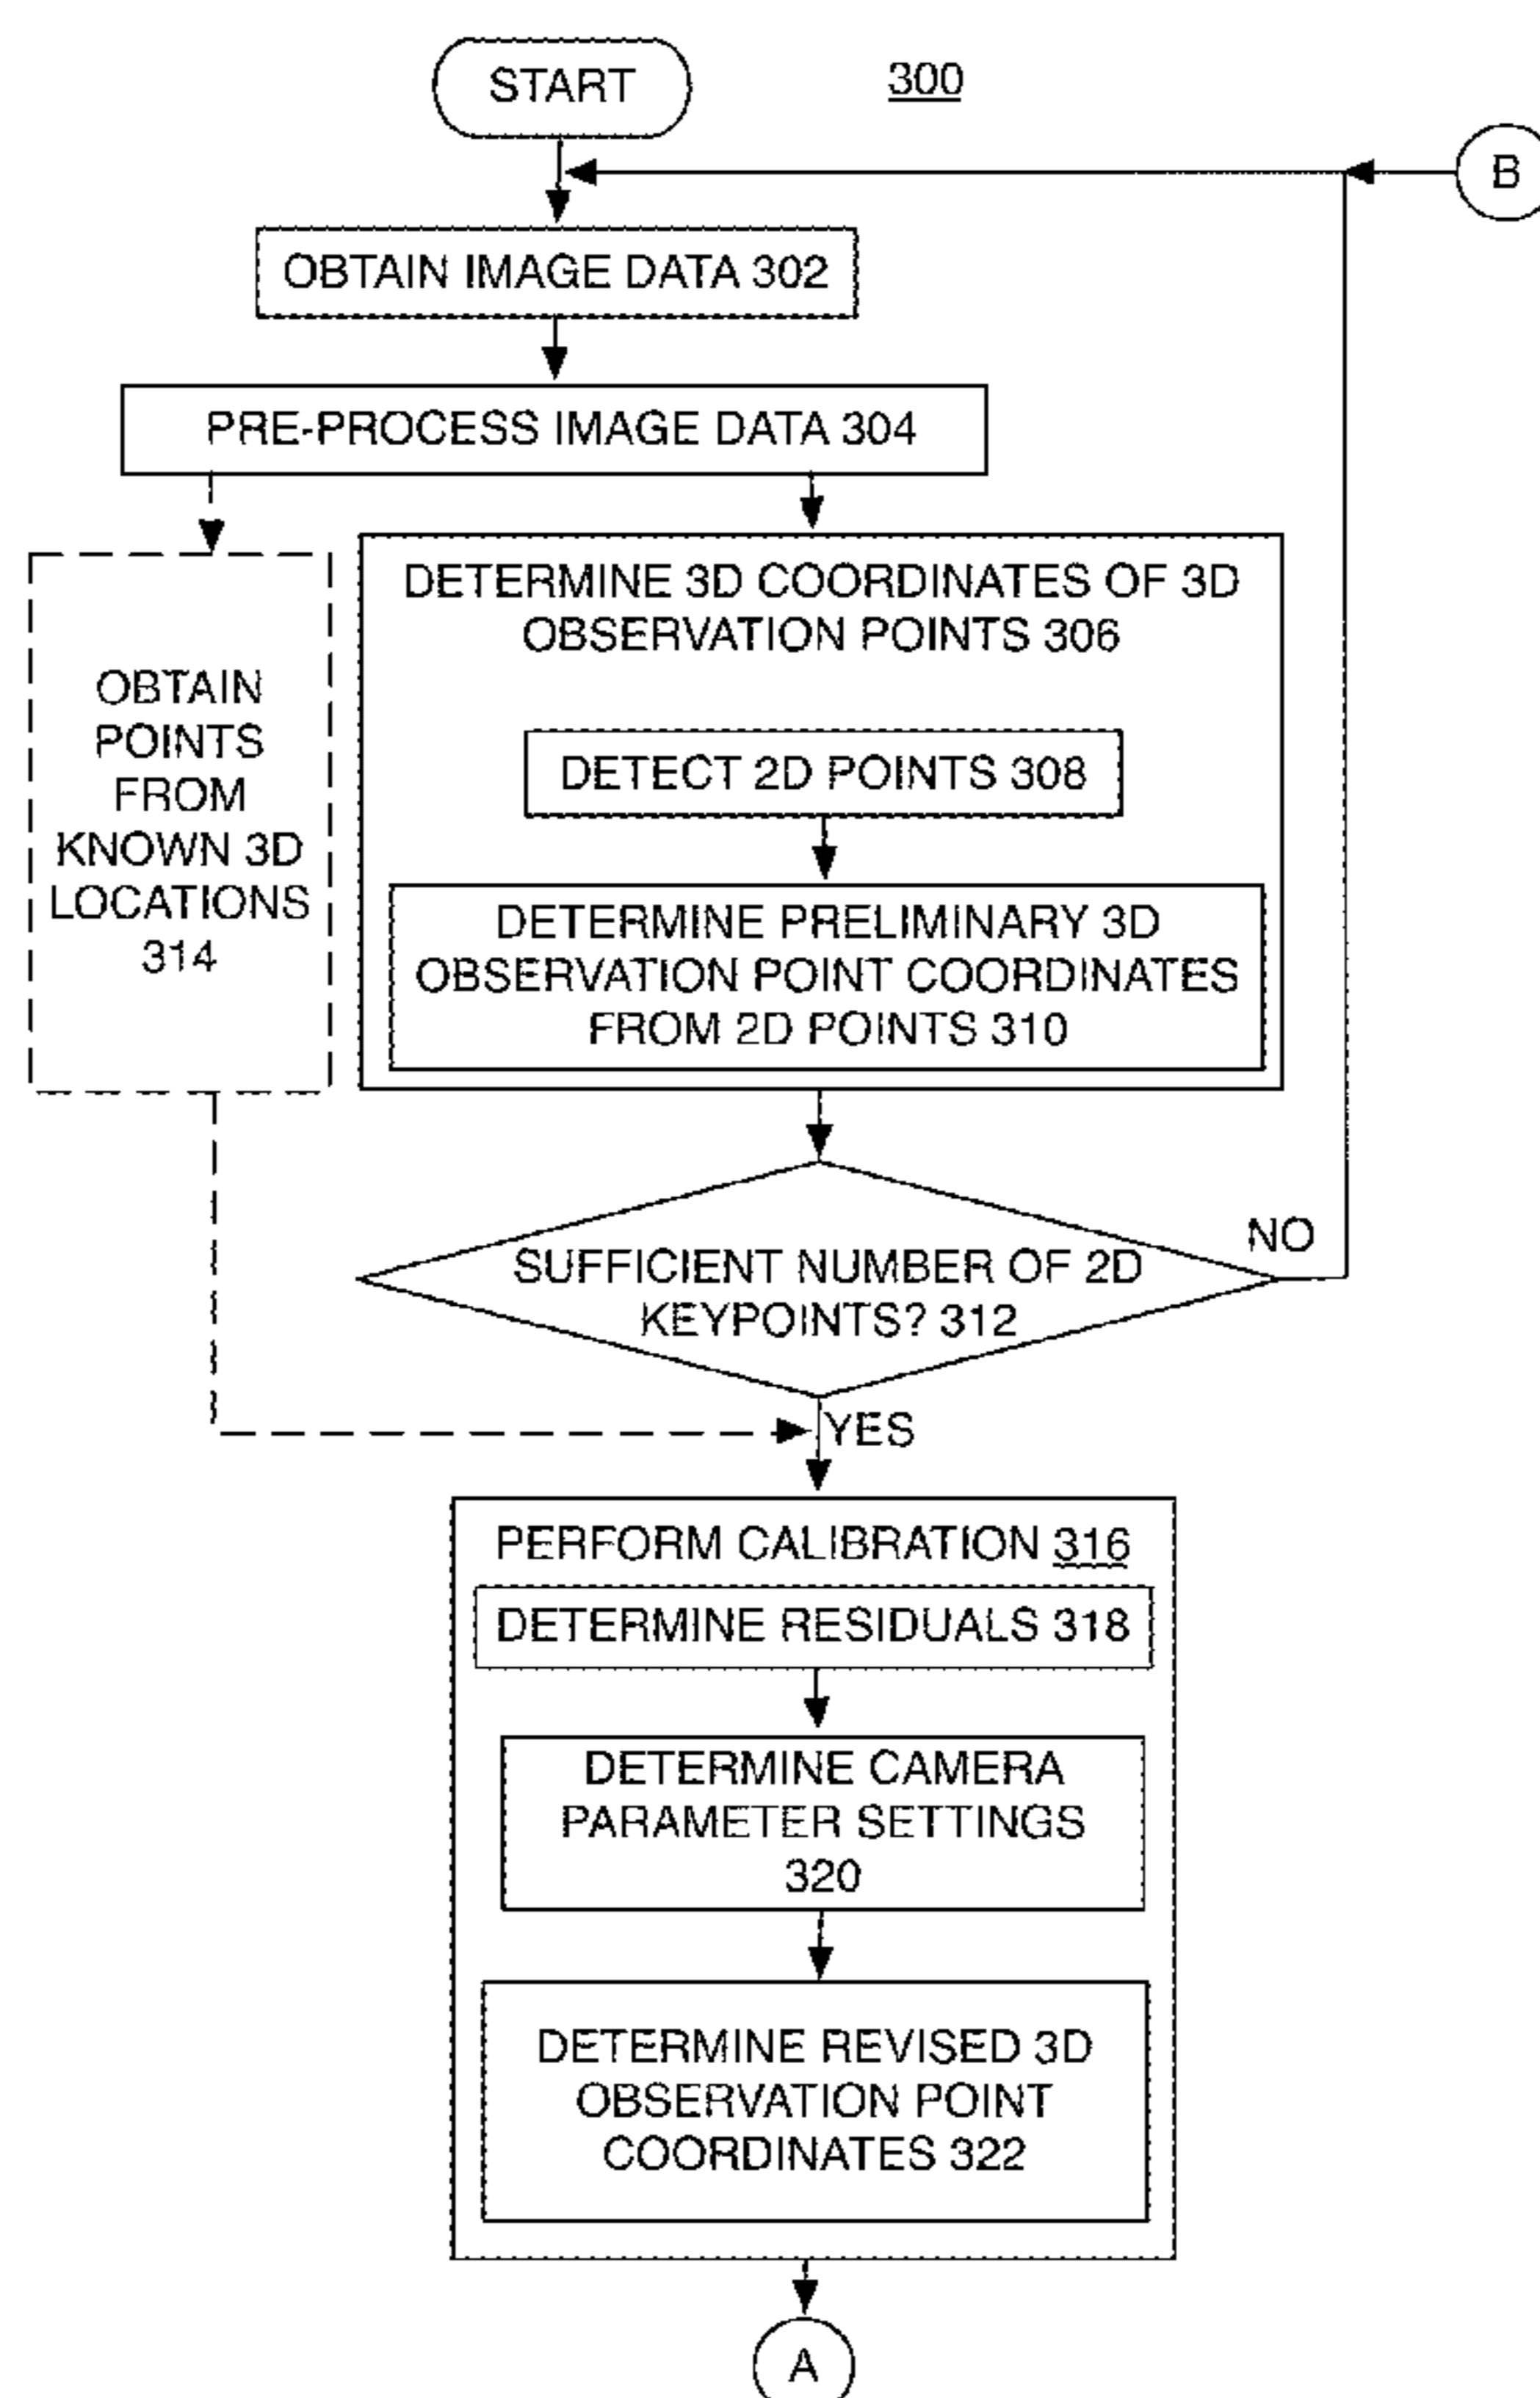 START
300
B
OBTAIN IMAGE DATA 302
PRE-PROCESS IMAGE DATA 304
DETERMINE 3D COORDINATES OF 3D
OBSERVATION POINTS 306
OBTAIN
POINTS
FROM
KNOWN 3D
LOCATIONS
314
DETECT 2D POINTS 308
DETERMINE PRELIMINARY 3D
OBSERVATION POINT COORDINATES
FROM 2D POINTS 310
SUFFICIENT NUMBER OF 2D
KEYPOINTS? 312
NO
YES
PERFORM CALIBRATION 316
DETERMINE RESIDUALS 318
DETERMINE CAMERA
PARAMETER SETTINGS
320
DETERMINE REVISED 3D
OBSERVATION POINT
COORDINATES 322
A